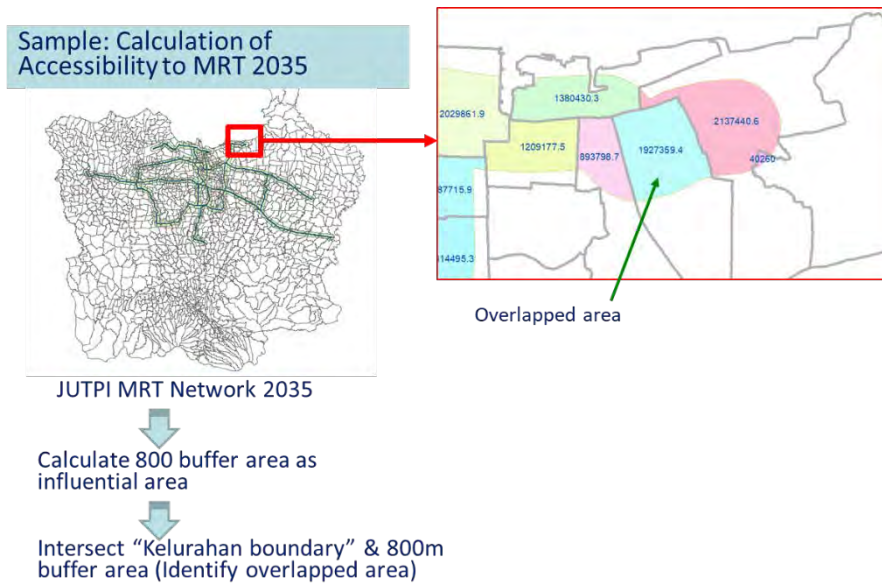 Sample: Calculation of
Accessibility to MRT 2035
1380430.3
2029861.9
2137440.6
1209177.5
893798.7
1927359.4
40260
87715.9
14495.3
Overlapped area
JUTPI MRT Network 2035
Calculate 800 buffer area as
influential area
Intersect “Kelurahan boundary” & 800m
buffer area (Identify overlapped area)